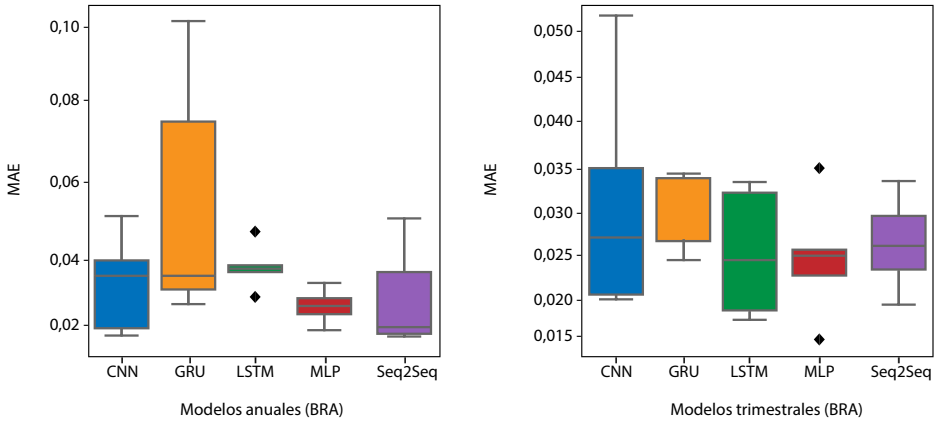 MAE
0,10
0,08
0,06
0,04
0,02
CNN GRU LSTM MLP Seq2Seq
Modelos anuales (BRA)
MAE
0,050
0,045
0,040
0,035
0,030
0,025
0,020
0,015
CNN GRU LSTM MLP Seq2Seq
Modelos trimestrales (BRA)